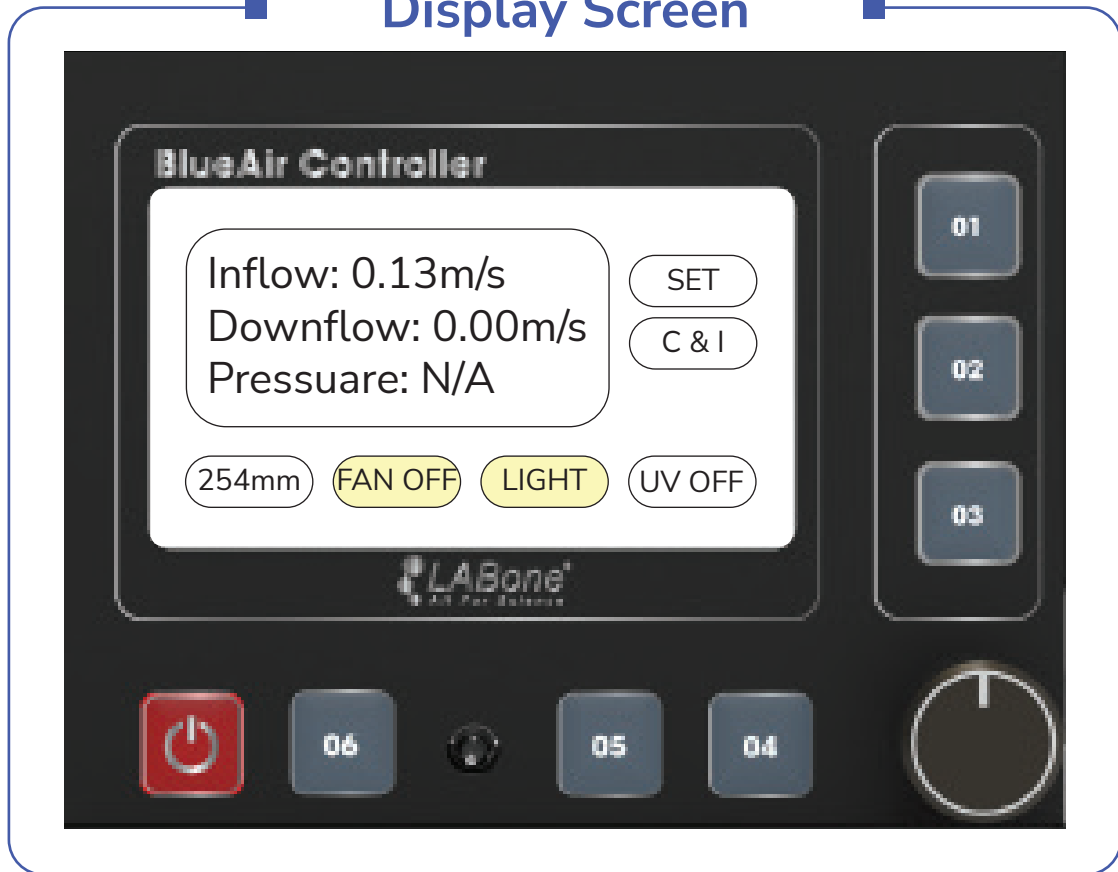 Display Screen
BlueAir Controller
Inflow: 0.13m/s
Downflow: 0.00m/s
Pressuare: N/A
SET
C & I
254mm
FAN OFF
LIGHT
UV OFF
LABone®
01
02
03
06
05
04